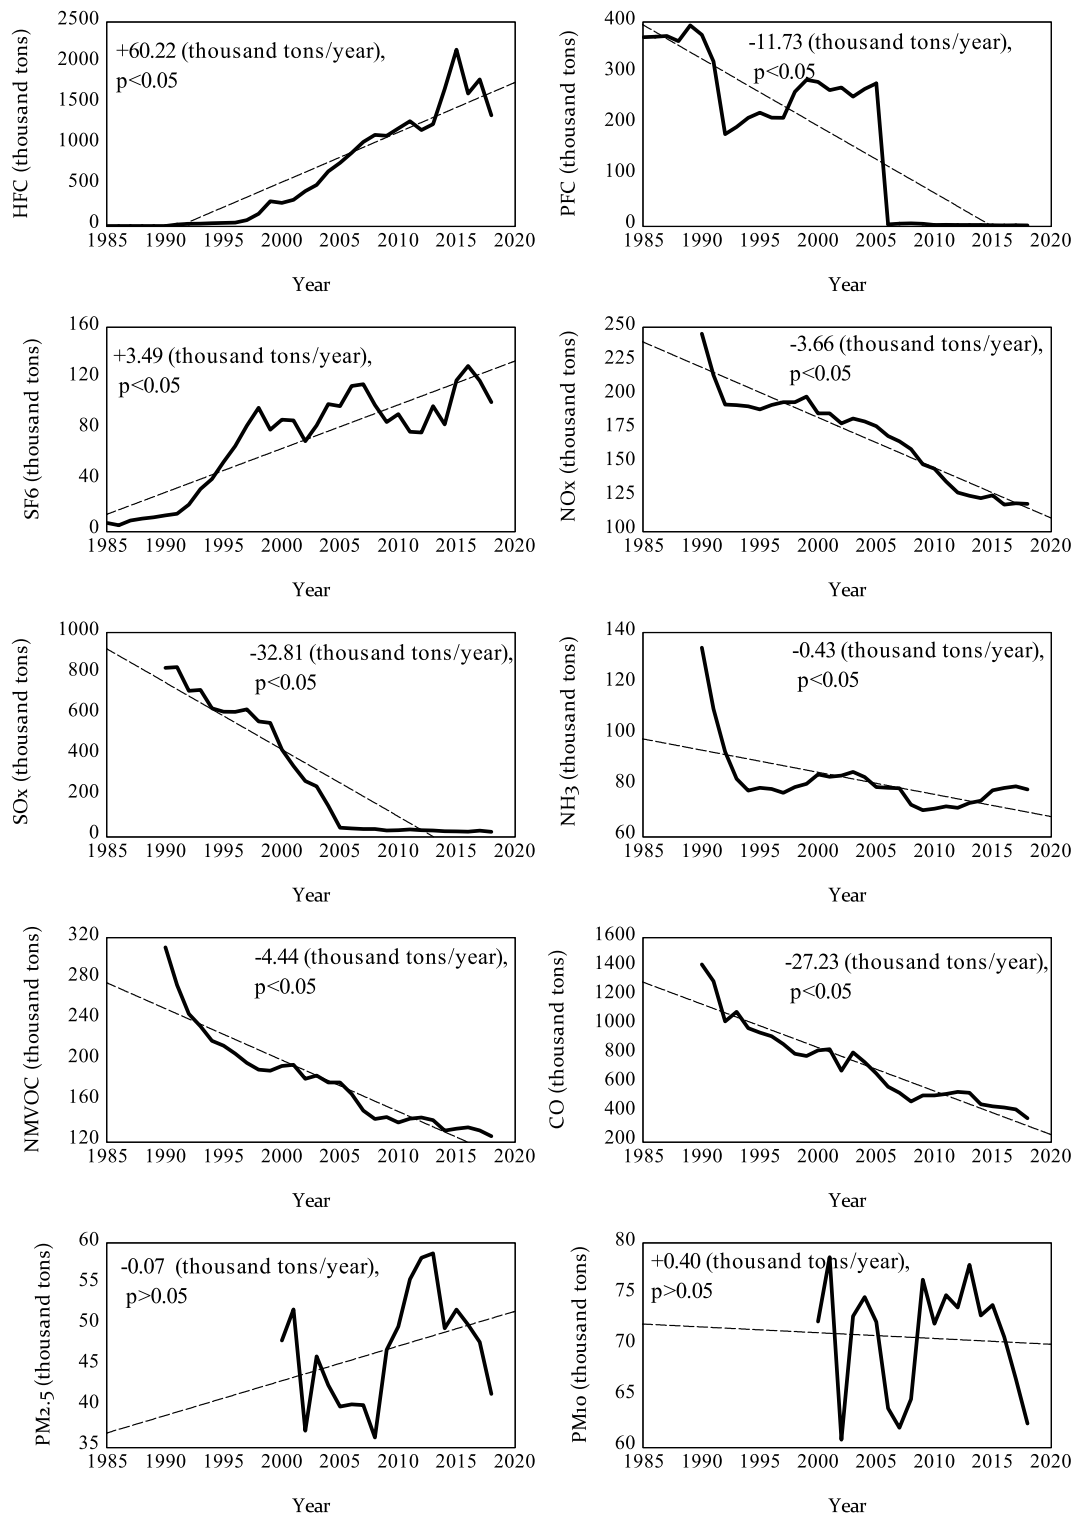 HFC (thousand tons)
2500
2000
1500
1000
500
0
+60.22 (thousand tons/year),
p<0.05
1985 1990 1995 2000 2005 2010 2015 2020
Year
PFC (thousand tons)
400
300
200
100
0
-11.73 (thousand tons/year),
p<0.05
1985 1990 1995 2000 2005 2010 2015 2020
Year
SF6 (thousand tons)
160
120
80
40
0
+3.49 (thousand tons/year),
p<0.05
1985 1990 1995 2000 2005 2010 2015 2020
Year
NOx (thousand tons)
250
225
200
175
150
125
100
-3.66 (thousand tons/year),
p<0.05
1985 1990 1995 2000 2005 2010 2015 2020
Year
SOx (thousand tons)
1000
800
600
400
200
0
-32.81 (thousand tons/year),
p<0.05
1985 1990 1995 2000 2005 2010 2015 2020
Year
NH3 (thousand tons)
140
120
100
80
60
-0.43 (thousand tons/year),
p<0.05
1985 1990 1995 2000 2005 2010 2015 2020
Year
NMVOC (thousand tons)
320
280
240
200
160
120
-4.44 (thousand tons/year),
p<0.05
1985 1990 1995 2000 2005 2010 2015 2020
Year
CO (thousand tons)
1600
1400
1200
1000
800
600
400
200
-27.23 (thousand tons/year),
p<0.05
1985 1990 1995 2000 2005 2010 2015 2020
Year
PM2.5 (thousand tons)
60
55
50
45
40
35
-0.07 (thousand tons/year),
p>0.05
1985 1990 1995 2000 2005 2010 2015 2020
Year
PM10 (thousand tons)
80
75
70
65
60
+0.40 (thousand tons/year),
p>0.05
1985 1990 1995 2000 2005 2010 2015 2020
Year